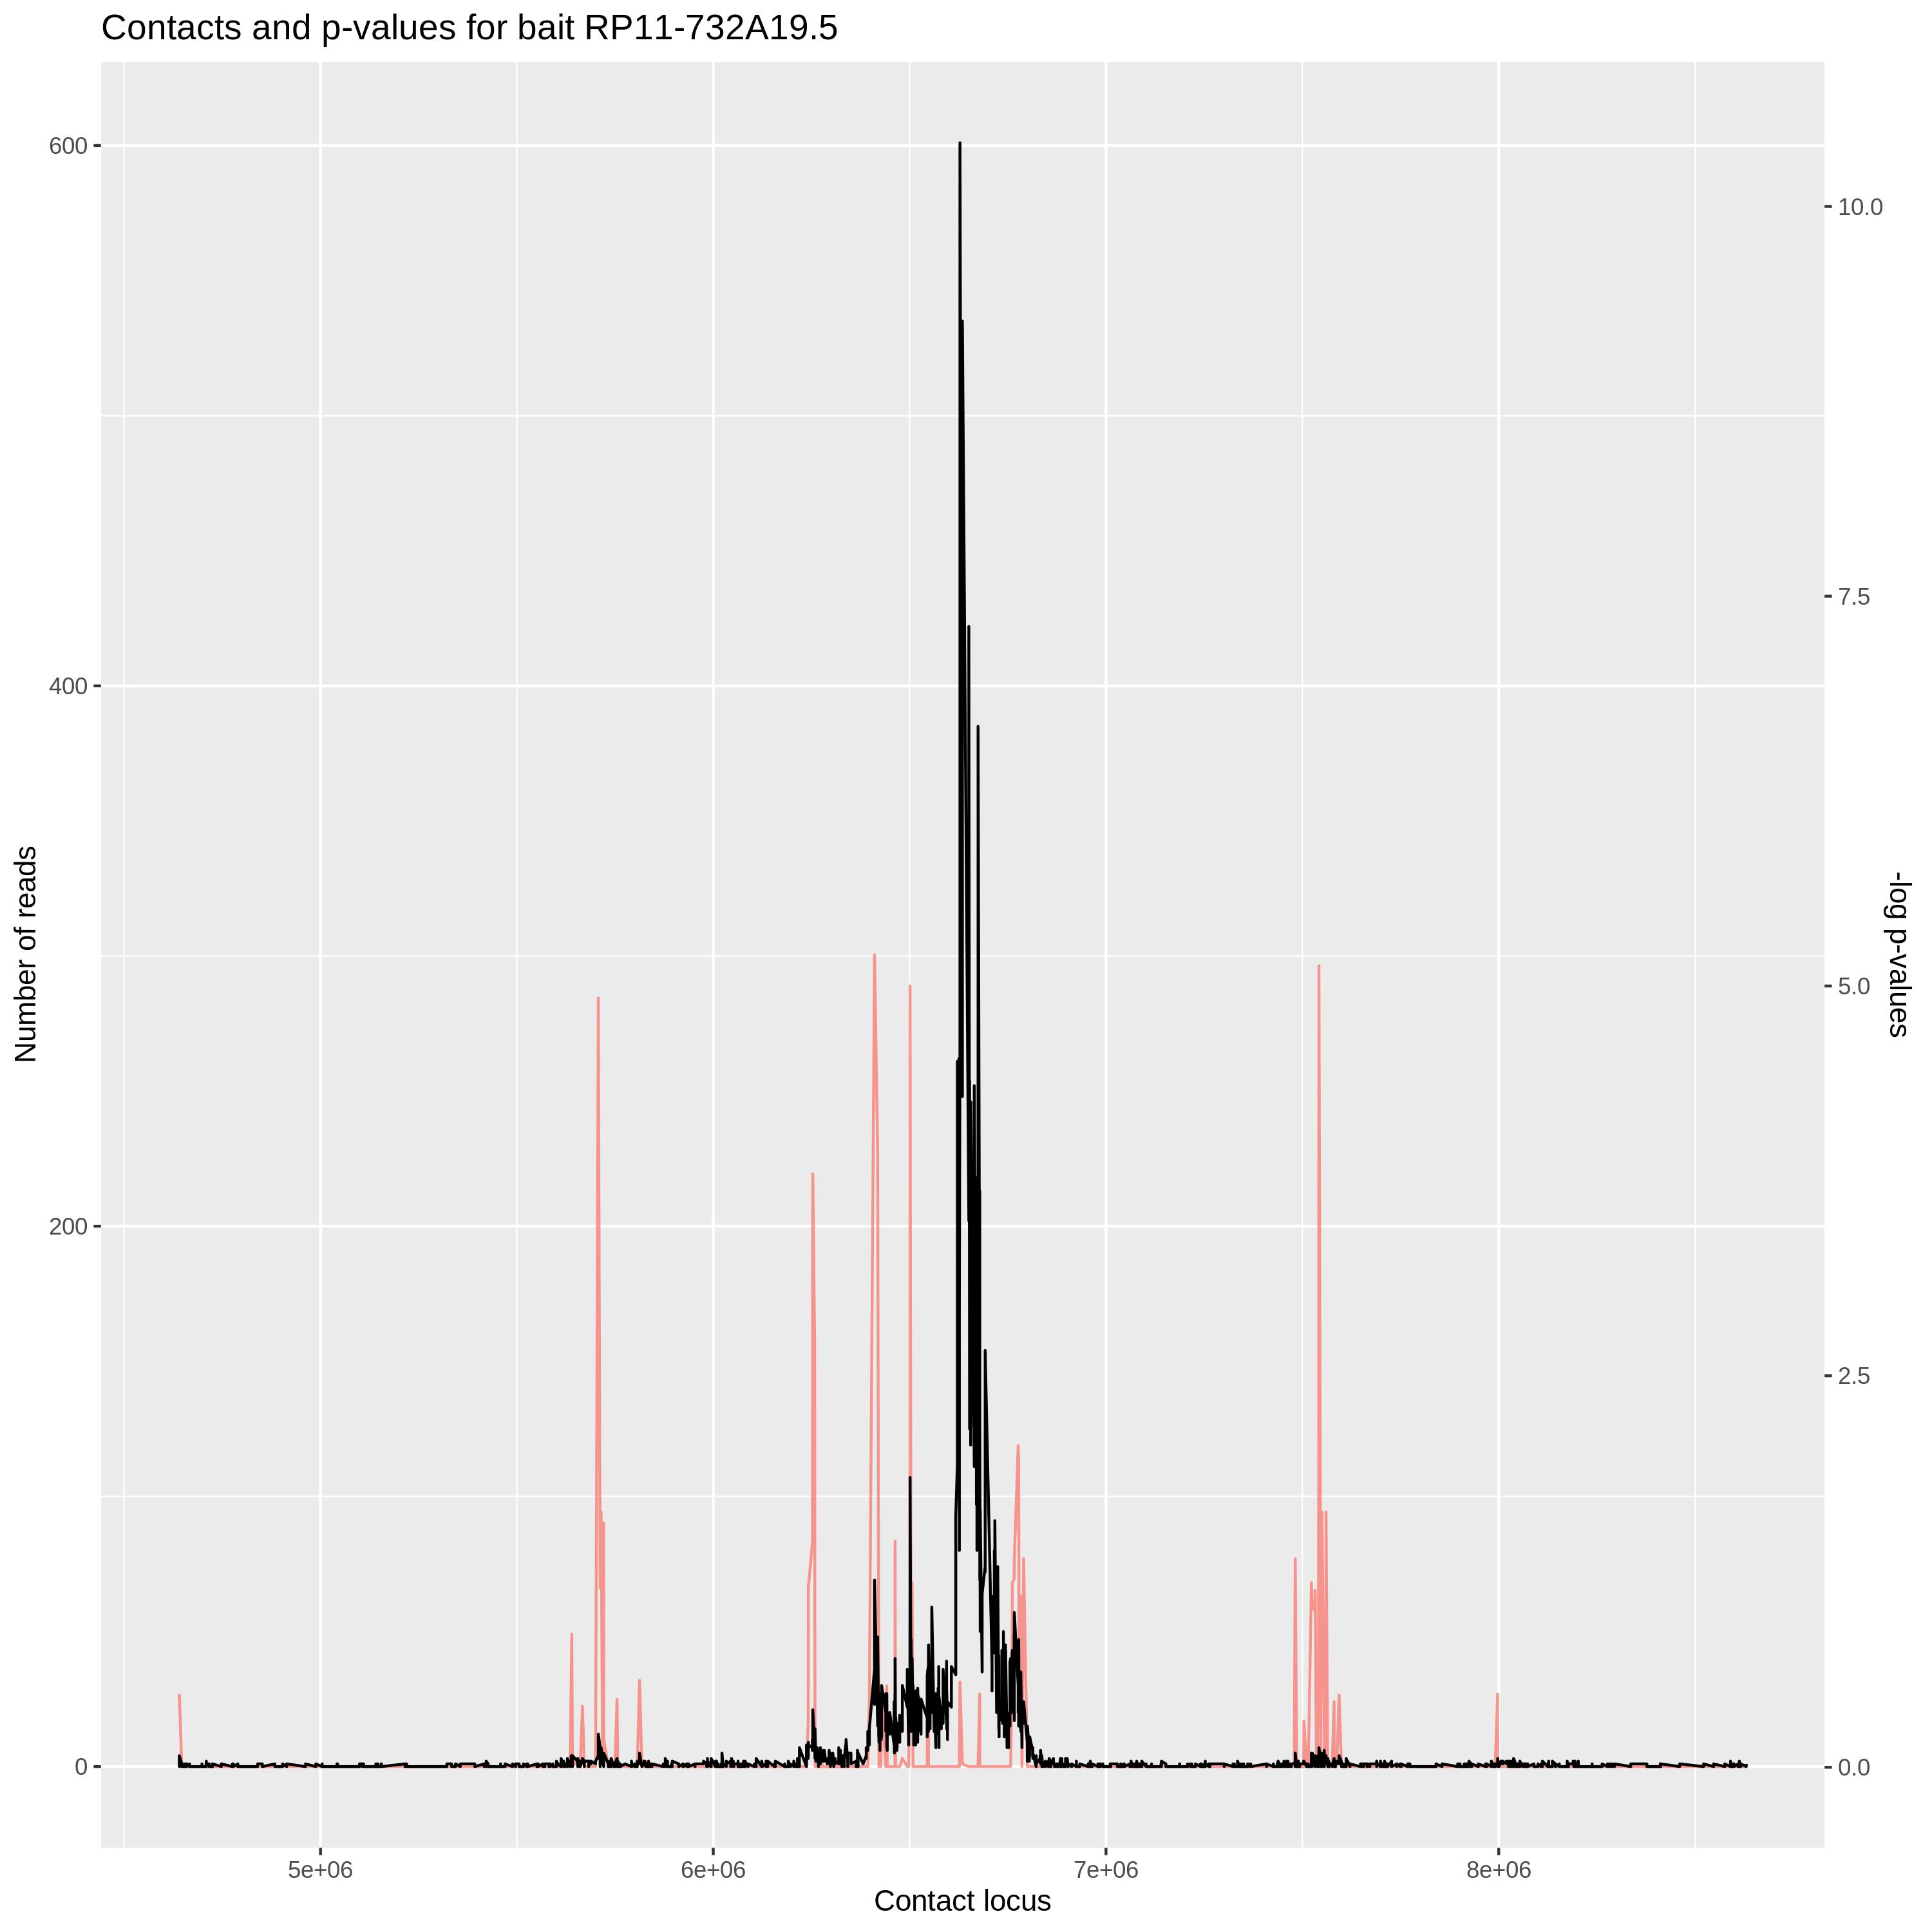 Contacts and p-values for bait RP11-732A19.5
600
400
200
0
Number of reads
10.0
7.5
5.0
2.5
0.0
-log p-values
5e+06
6e+06
7e+06
8e+06
Contact locus